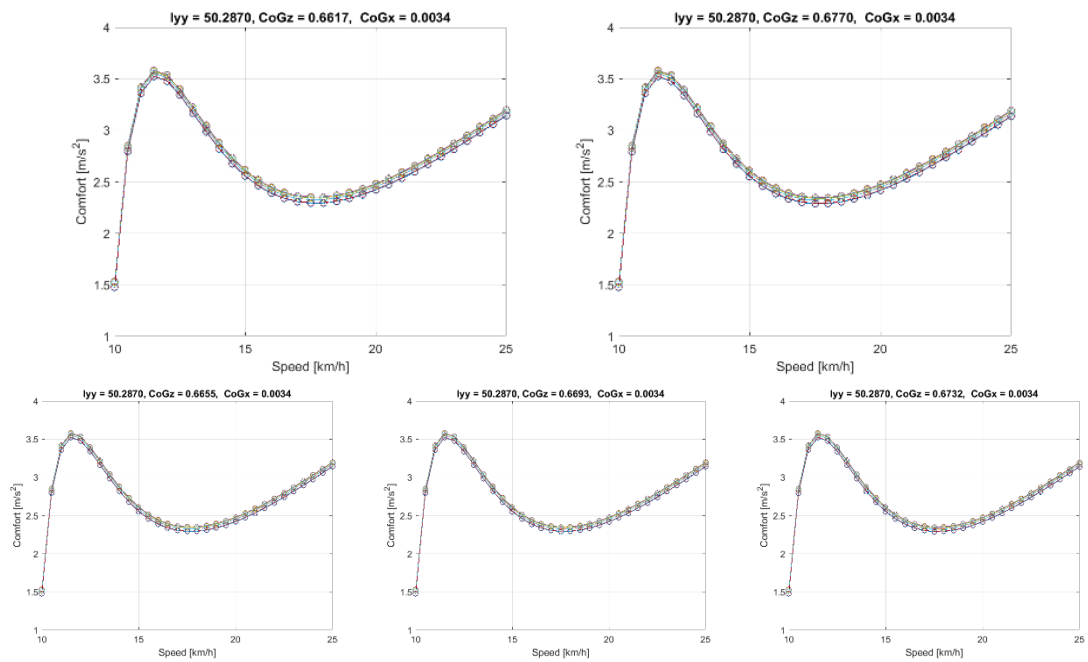 Iyy = 50.2870, CoGz = 0.6617, CoGx = 0.0034
4
3.5
3
2.5
2
1.5
1
Comfort [m/s²]
10 15 20 25
Speed [km/h]
Iyy = 50.2870, CoGz = 0.6770, CoGx = 0.0034
4
3.5
3
2.5
2
1.5
1
Comfort [m/s²]
10 15 20 25
Speed [km/h]
Iyy = 50.2870, CoGz = 0.6655, CoGx = 0.0034
4
3.5
3
2.5
2
1.5
1
Comfort [m/s²]
10 15 20 25
Speed [km/h]
Iyy = 50.2870, CoGz = 0.6693, CoGx = 0.0034
4
3.5
3
2.5
2
1.5
1
Comfort [m/s²]
10 15 20 25
Speed [km/h]
Iyy = 50.2870, CoGz = 0.6732, CoGx = 0.0034
4
3.5
3
2.5
2
1.5
1
Comfort [m/s²]
10 15 20 25
Speed [km/h]